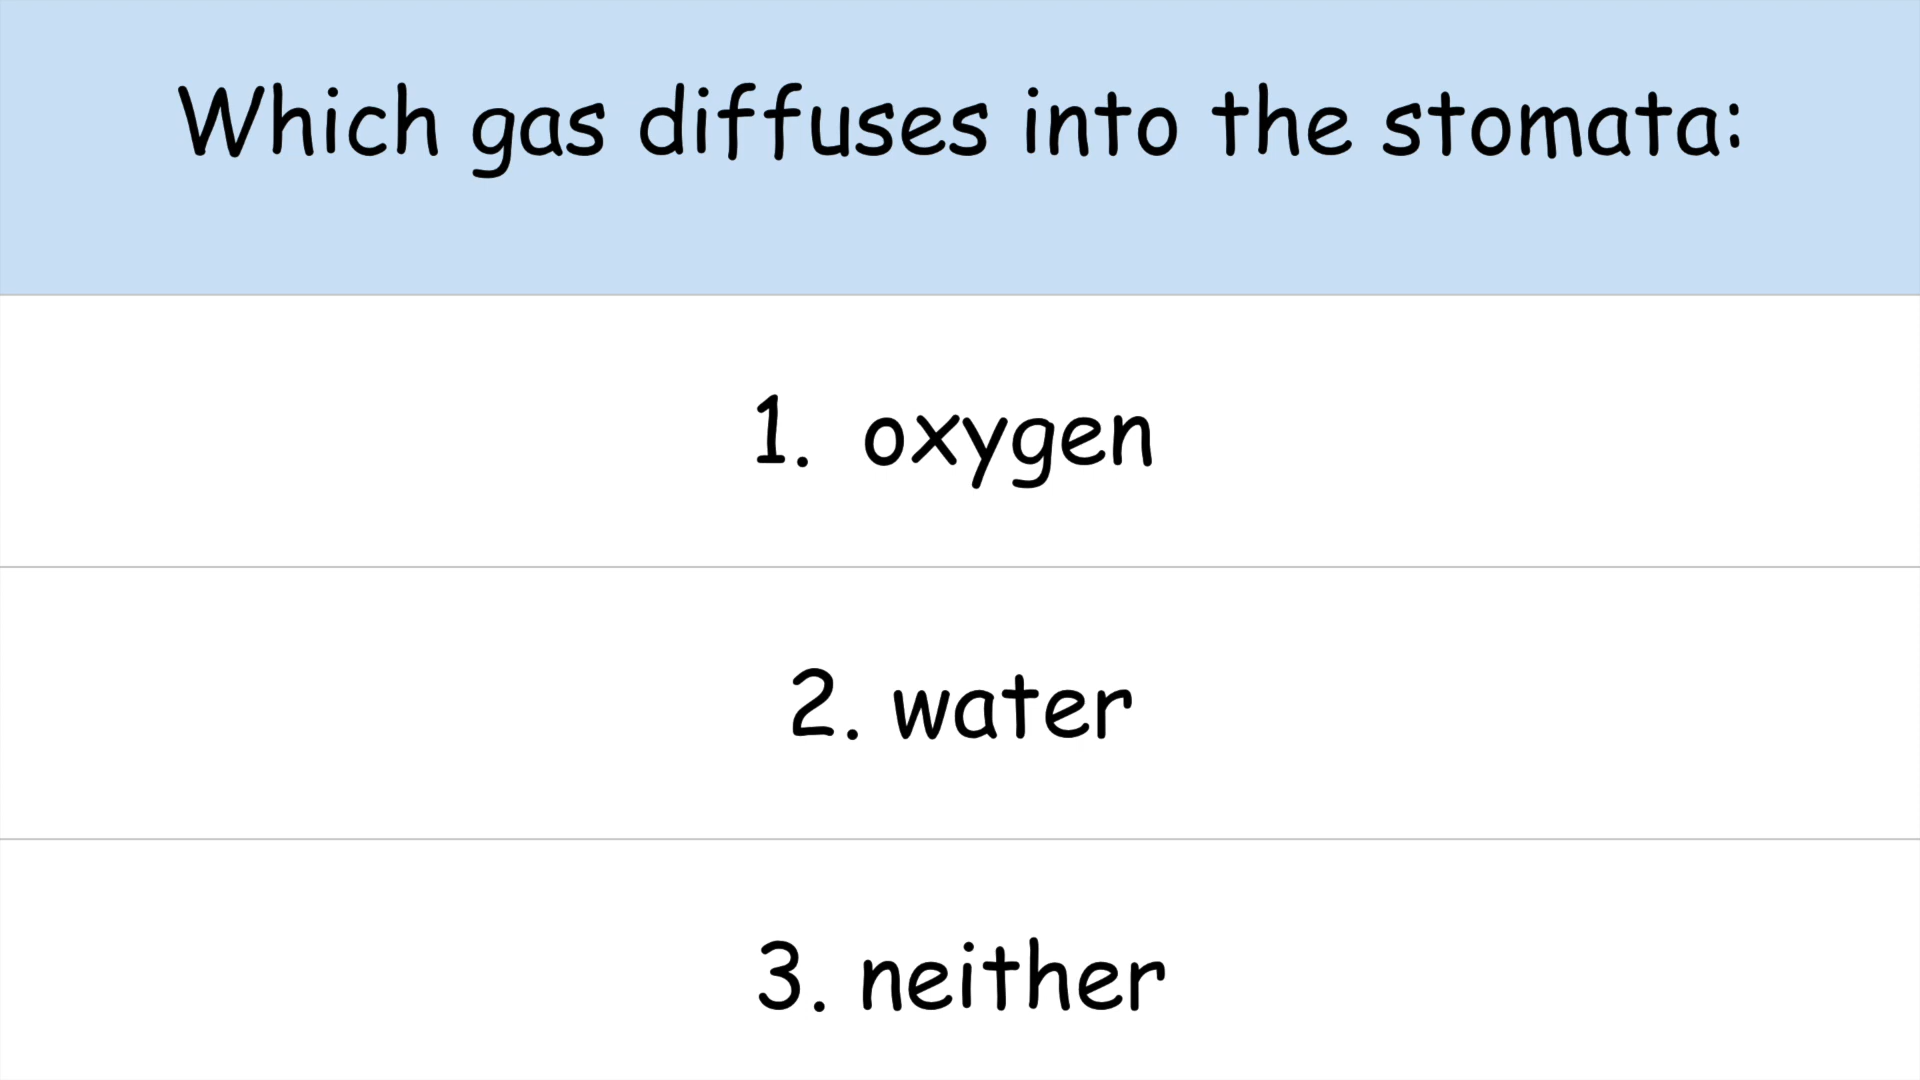 Which gas diffuses into the stomata:
1. oxygen
2. water
3. neither